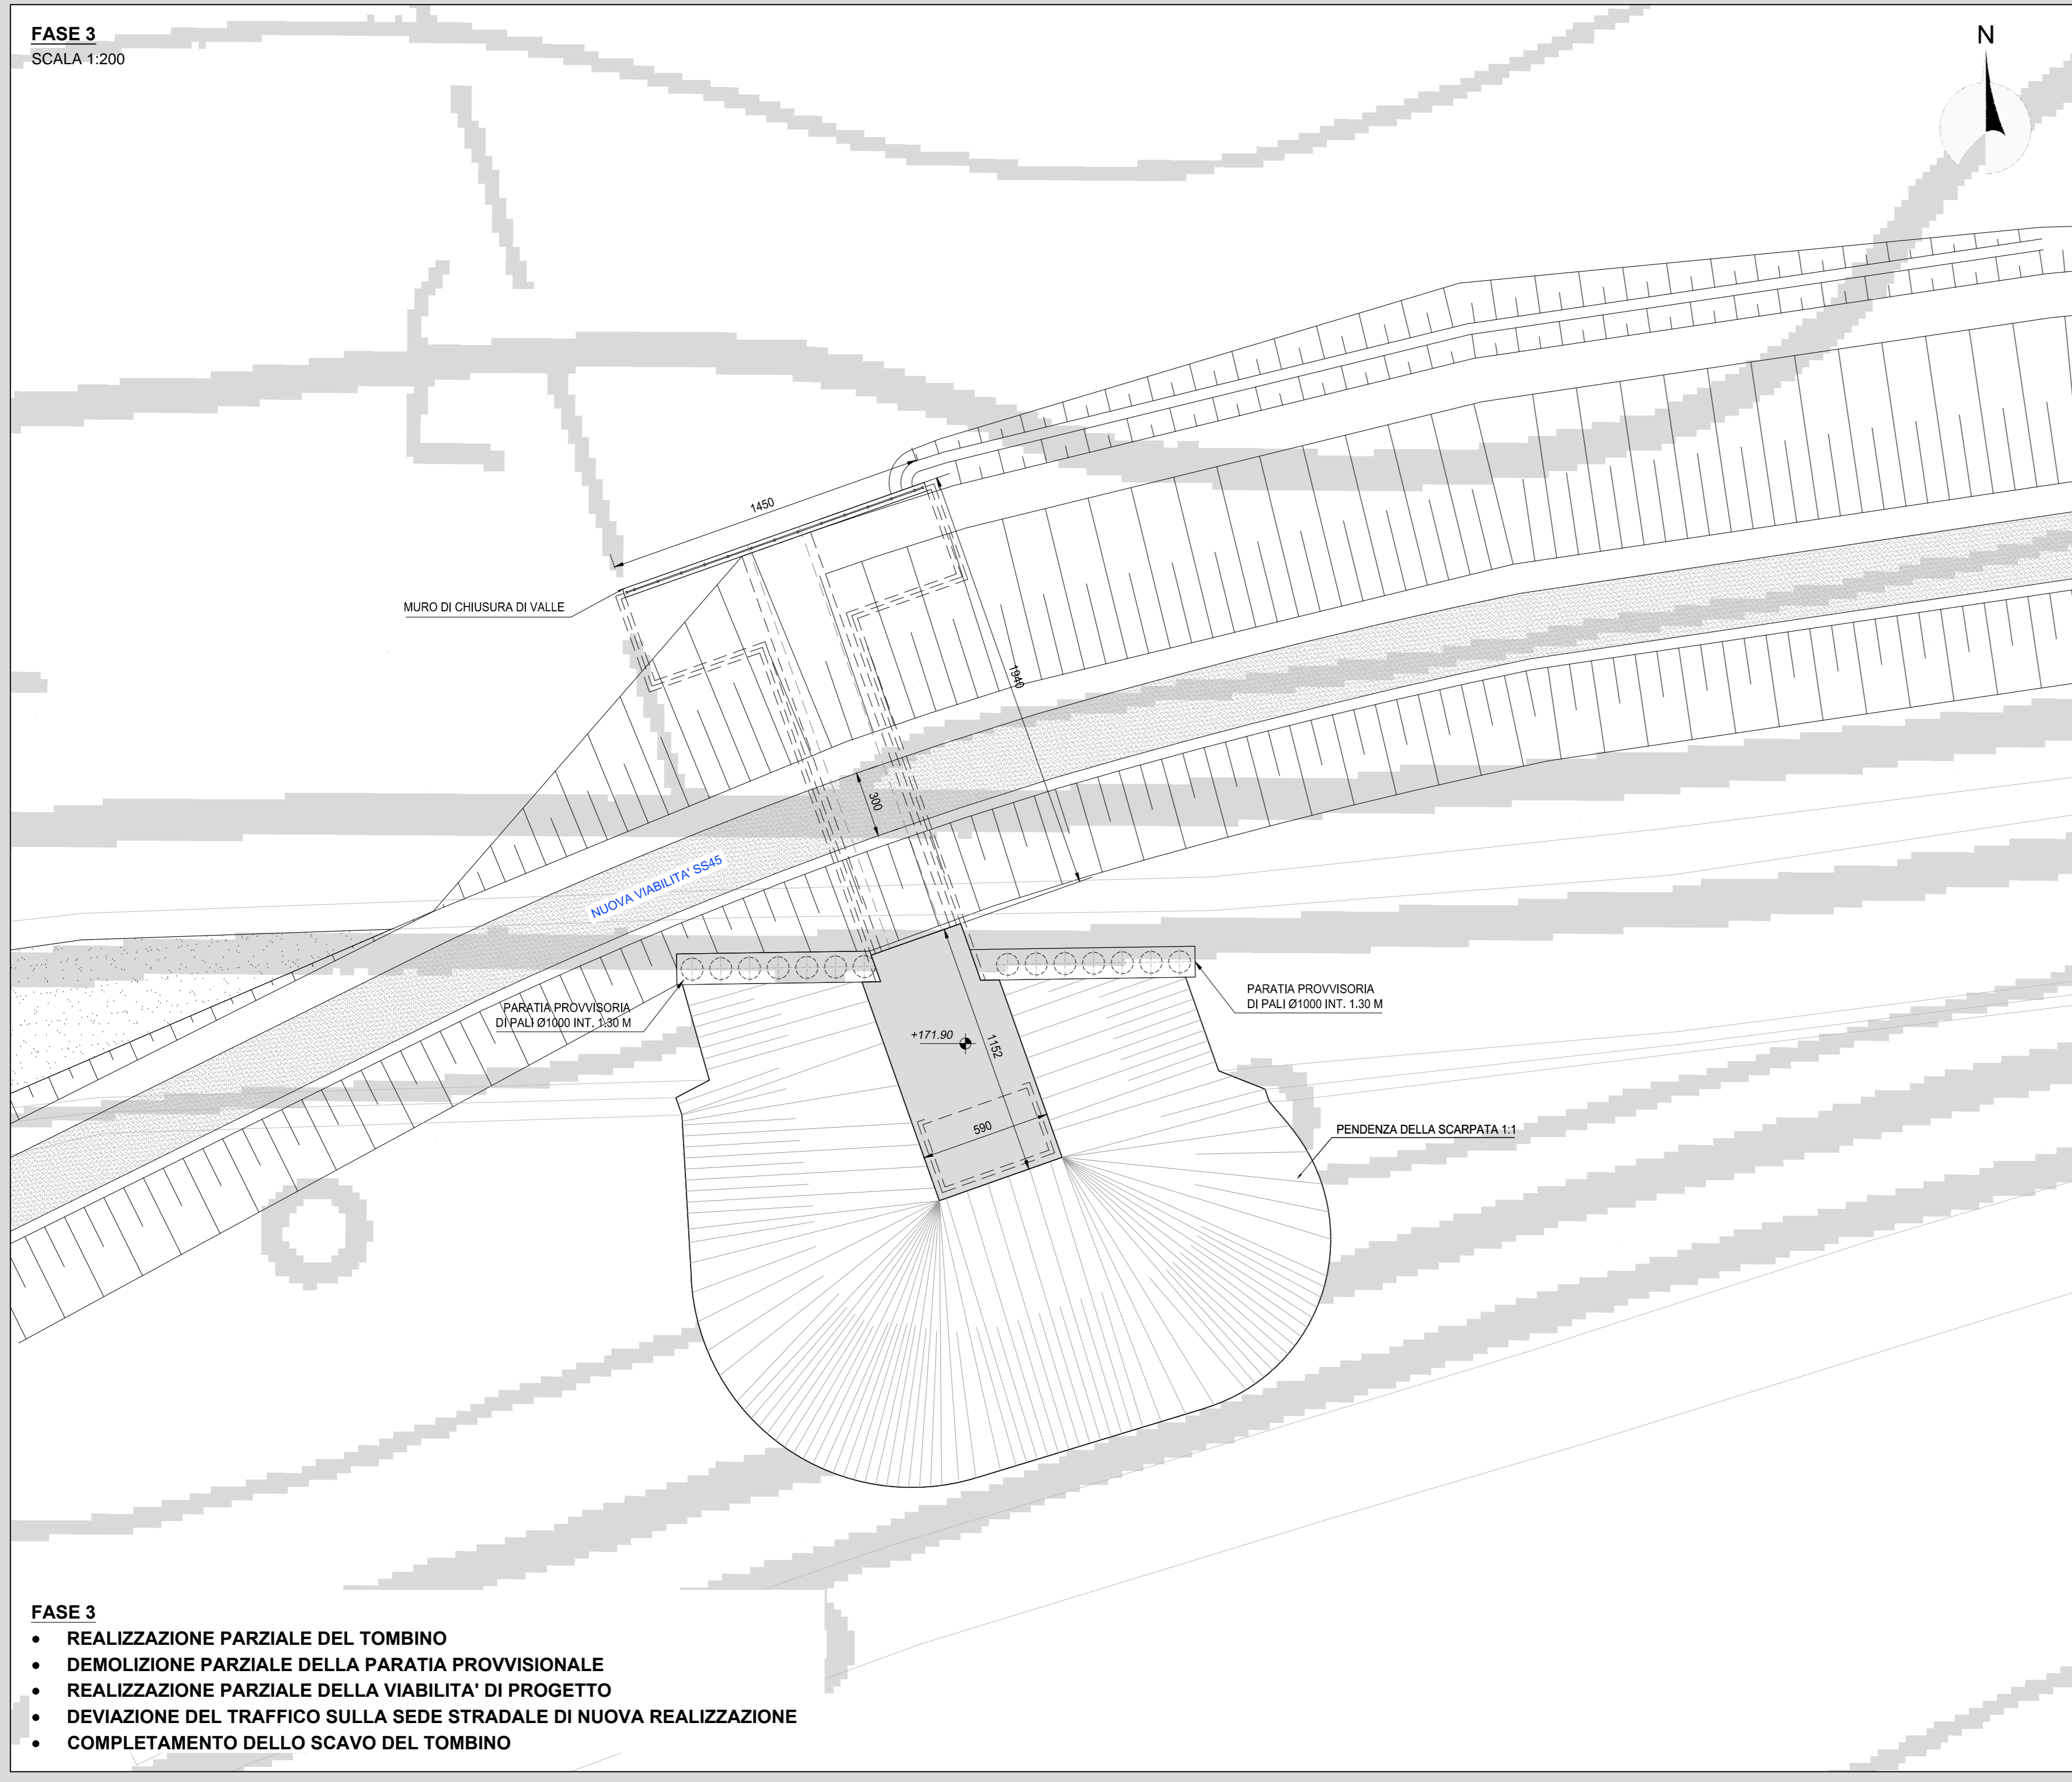 FASE 3
SCALA 1:200
N
1450
MURO DI CHIUSURA DI VALLE
1940
300
NUOVA VIABILITA' SS45
PARATIA PROVVISORIA
DI PALI Ø1000 INT. 1.30 M
PARATIA PROVVISORIA
DI PALI Ø1000 INT. 1.30 M
+171.90
1152
590
PENDENZA DELLA SCARPATA 1:1
FASE 3
• REALIZZAZIONE PARZIALE DEL TOMBINO
• DEMOLIZIONE PARZIALE DELLA PARATIA PROVVISIONALE
• REALIZZAZIONE PARZIALE DELLA VIABILITA' DI PROGETTO
• DEVIAZIONE DEL TRAFFICO SULLA SEDE STRADALE DI NUOVA REALIZZAZIONE
• COMPLETAMENTO DELLO SCAVO DEL TOMBINO